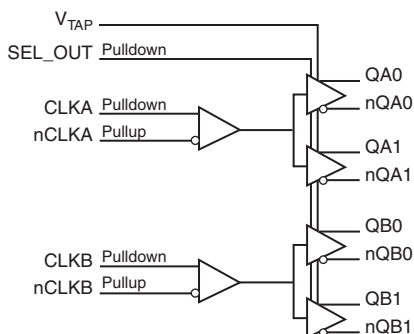 VTAP
SEL_OUT Pulldown
QA0
nQA0
CLKA Pulldown
nCLKA Pullup
QA1
nQA1
QB0
nQB0
CLKB Pulldown
nCLKB Pullup
QB1
nQB1